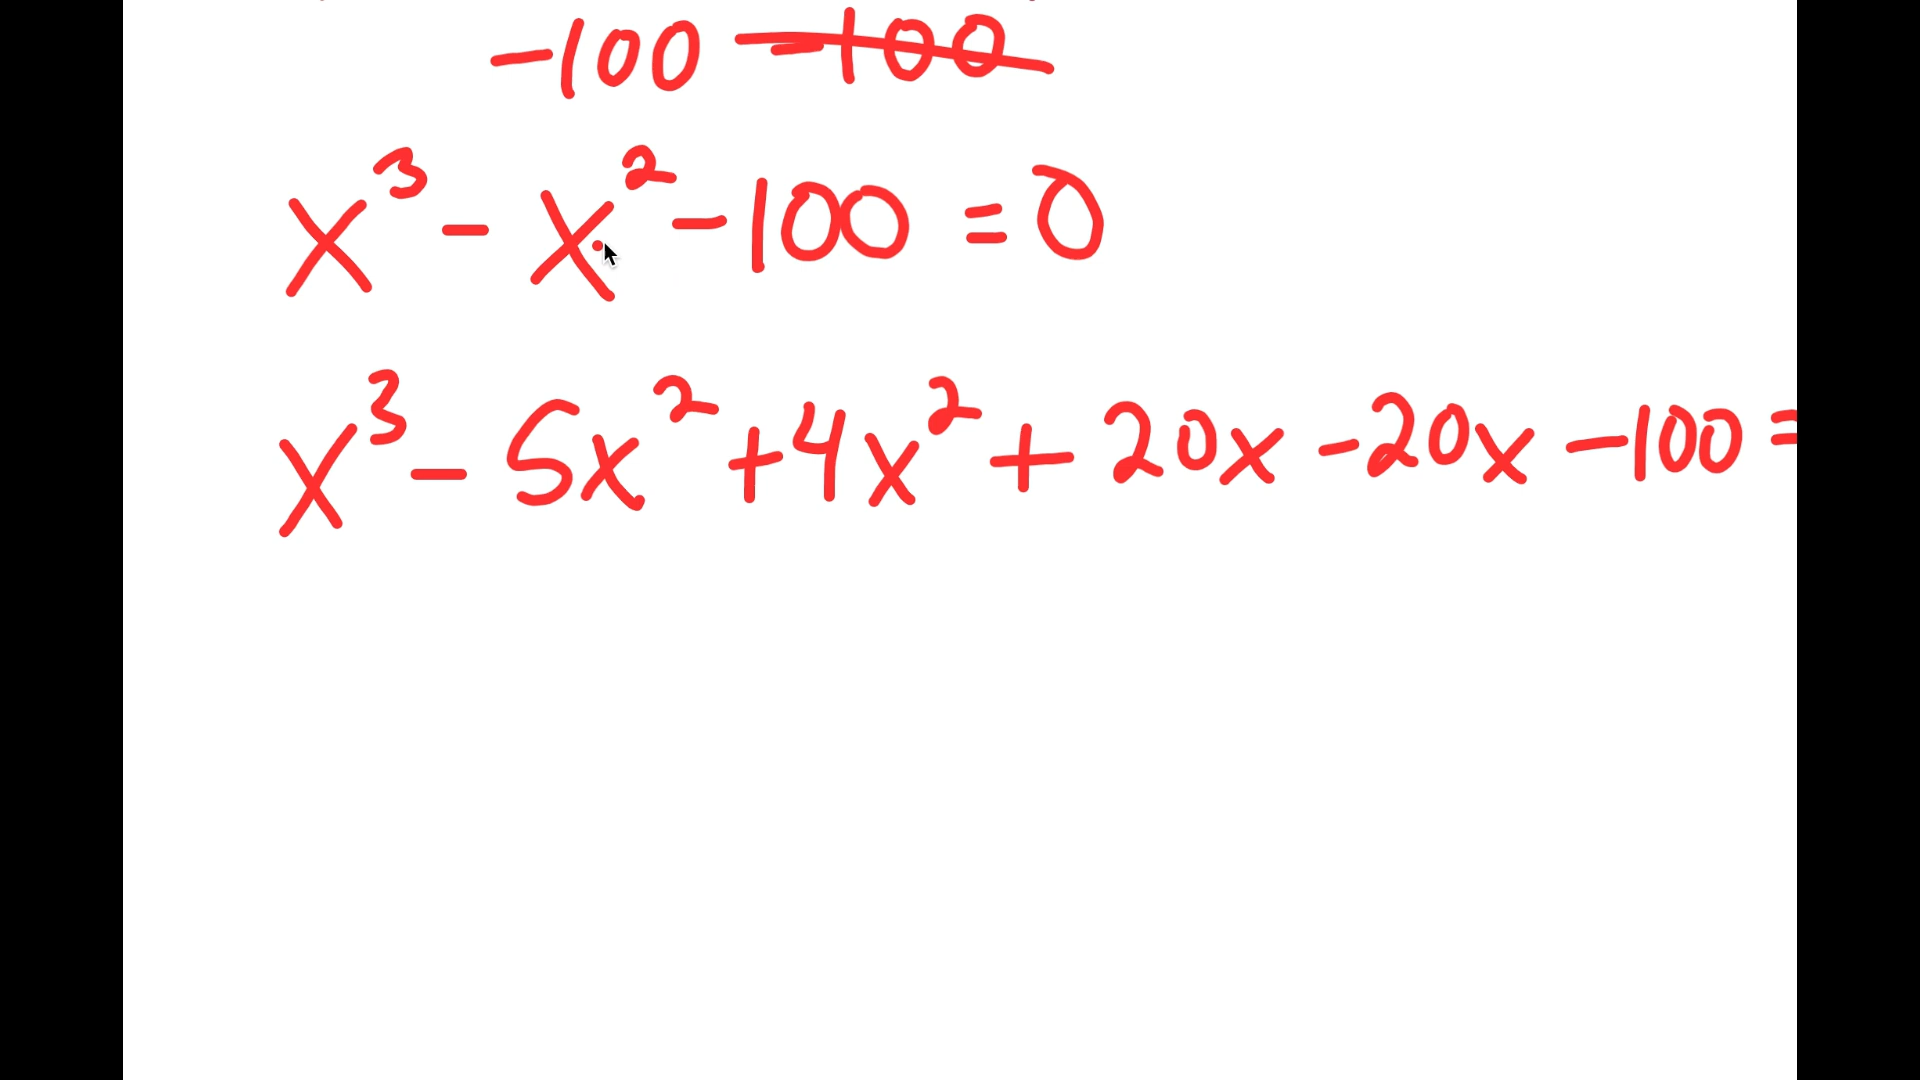 -100 -100
x³ - x² - 100 = 0
x³ - 5x² + 4x² + 20x - 20x - 100 =